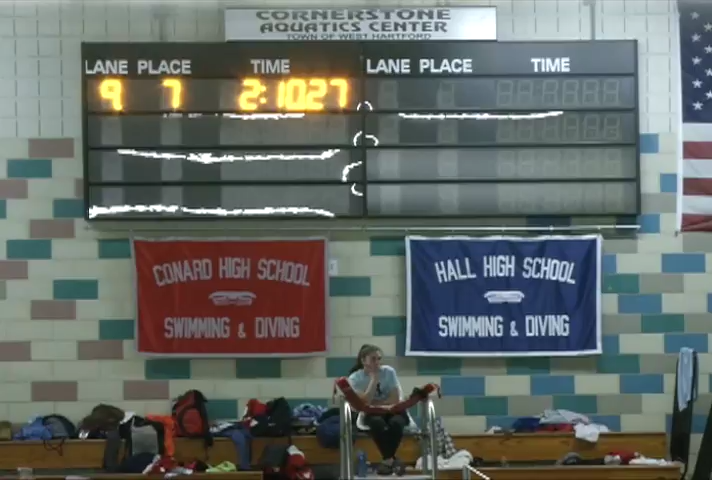 CORNERSTONE
AQUATICS CENTER
TOWN OF WEST HARTFORD
LANE PLACE TIME LANE PLACE TIME
9 7 2:10.27
CONARD HIGH SCHOOL
SWIMMING & DIVING
HALL HIGH SCHOOL
SWIMMING & DIVING